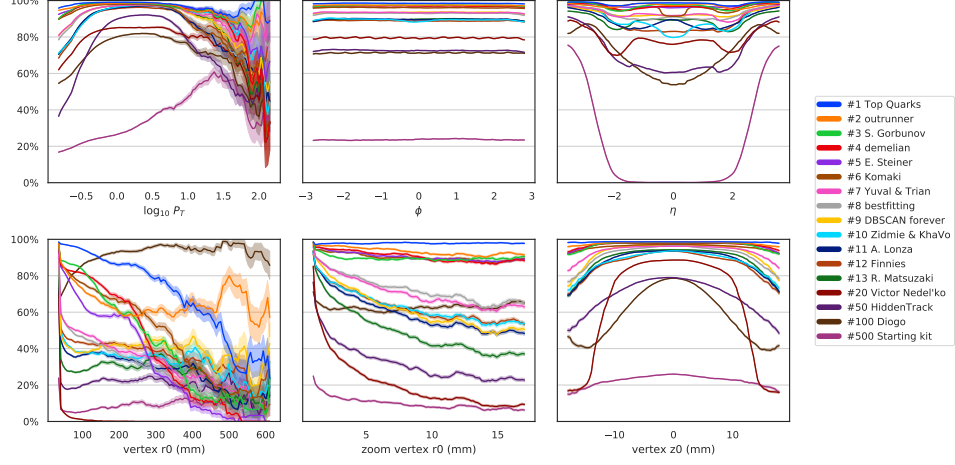 100%
80%
60%
40%
20%
0%
−0.5 0.0 0.5 1.0 1.5 2.0
log10 PT
−3 −2 −1 0 1 2 3
ϕ
−2 0 2
η
100%
80%
60%
40%
20%
0%
100 200 300 400 500 600
vertex r0 (mm)
5 10 15
zoom vertex r0 (mm)
−10 0 10
vertex z0 (mm)
#1 Top Quarks
#2 outrunner
#3 S. Gorbunov
#4 demelian
#5 E. Steiner
#6 Komaki
#7 Yuval & Trian
#8 bestfitting
#9 DBSCAN forever
#10 Zidmie & KhaVo
#11 A. Lonza
#12 Finnies
#13 R. Matsuzaki
#20 Victor Nedel'ko
#50 HiddenTrack
#100 Diogo
#500 Starting kit